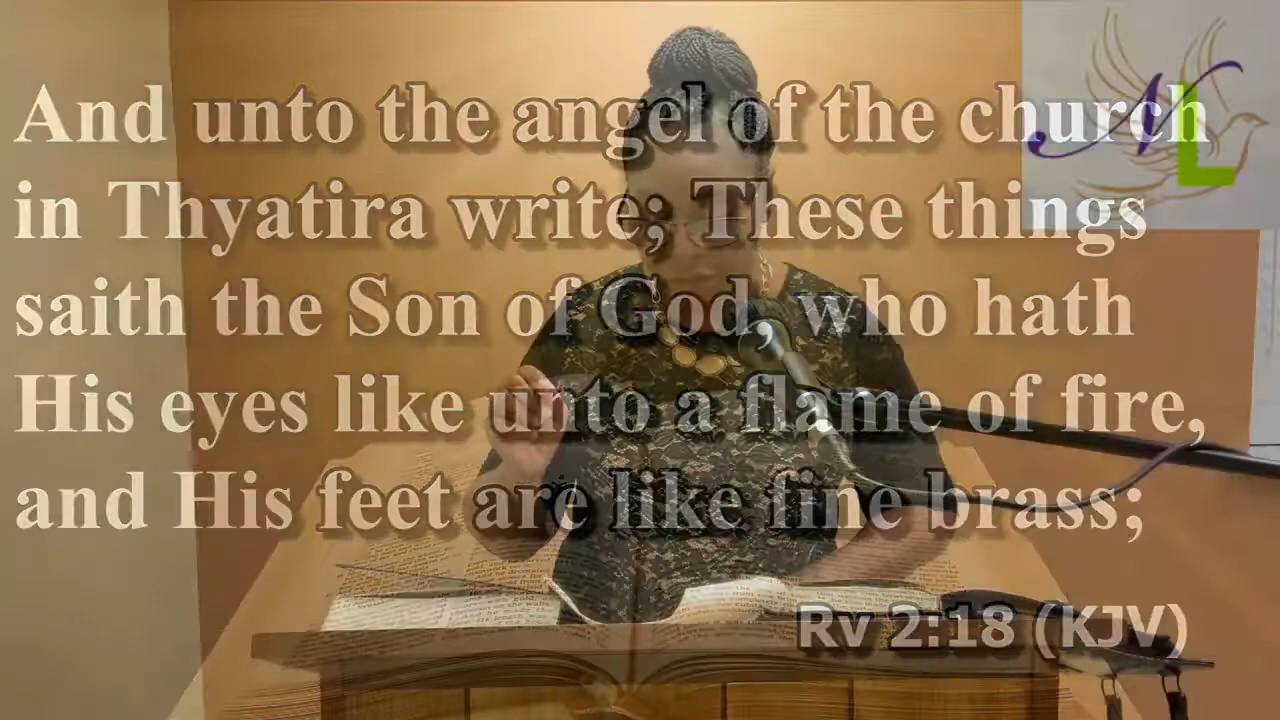 And unto the angel of the church
in Thyatira write; These things
saith the Son of God, who hath
His eyes like unto a flame of fire,
and His feet are like fine brass;
Rv 2:18 (KJV)
NL